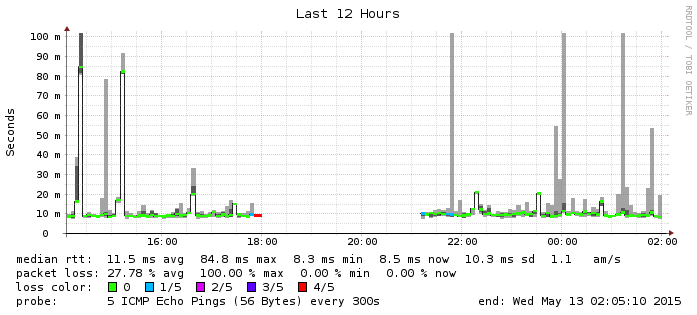 Last 12 Hours
RRDTOOL / TOBI OETIKER
Seconds
100 m
90 m
80 m
70 m
60 m
50 m
40 m
30 m
20 m
10 m
0
16:00 18:00 20:00 22:00 00:00 02:00
median rtt: 11.5 ms avg 84.8 ms max 8.3 ms min 8.5 ms now 10.3 ms sd 1.1 am/s
packet loss: 27.78 % avg 100.00 % max 0.00 % min 0.00 % now
loss color: 0 1/5 2/5 3/5 4/5
probe: 5 ICMP Echo Pings (56 Bytes) every 300s end: Wed May 13 02:05:10 2015